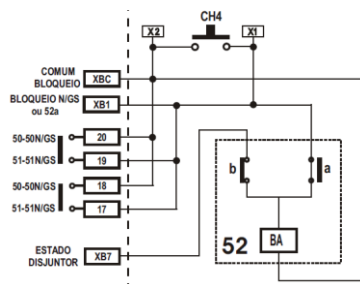 CH4
X2
X1
COMUM
BLOQUEIO
XBC
BLOQUEIO N/GS
ou 52a
XB1
50-50N/GS
20
51-51N/GS
19
50-50N/GS
18
51-51N/GS
17
b
a
ESTADO
DISJUNTOR
XB7
52
BA